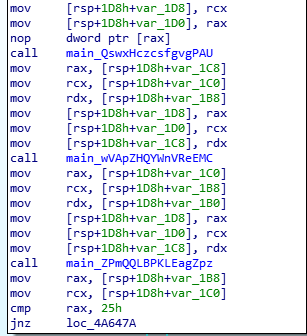 mov [rsp+1D8h+var_1D8], rcx
mov [rsp+1D8h+var_1D0], rax
nop dword ptr [rax]
call main_QswxHczcsfgvgPAU
mov rax, [rsp+1D8h+var_1C8]
mov rcx, [rsp+1D8h+var_1C0]
mov rdx, [rsp+1D8h+var_1B8]
mov [rsp+1D8h+var_1D8], rax
mov [rsp+1D8h+var_1D0], rcx
mov [rsp+1D8h+var_1C8], rdx
call main_wVApZHQYWnVReEMC
mov rax, [rsp+1D8h+var_1C0]
mov rcx, [rsp+1D8h+var_1B8]
mov rdx, [rsp+1D8h+var_1B0]
mov [rsp+1D8h+var_1D8], rax
mov [rsp+1D8h+var_1D0], rcx
mov [rsp+1D8h+var_1C8], rdx
call main_ZPmQQLBPKLEagZpz
mov rax, [rsp+1D8h+var_1B8]
mov rcx, [rsp+1D8h+var_1C0]
cmp rax, 25h
jnz loc_4A647A